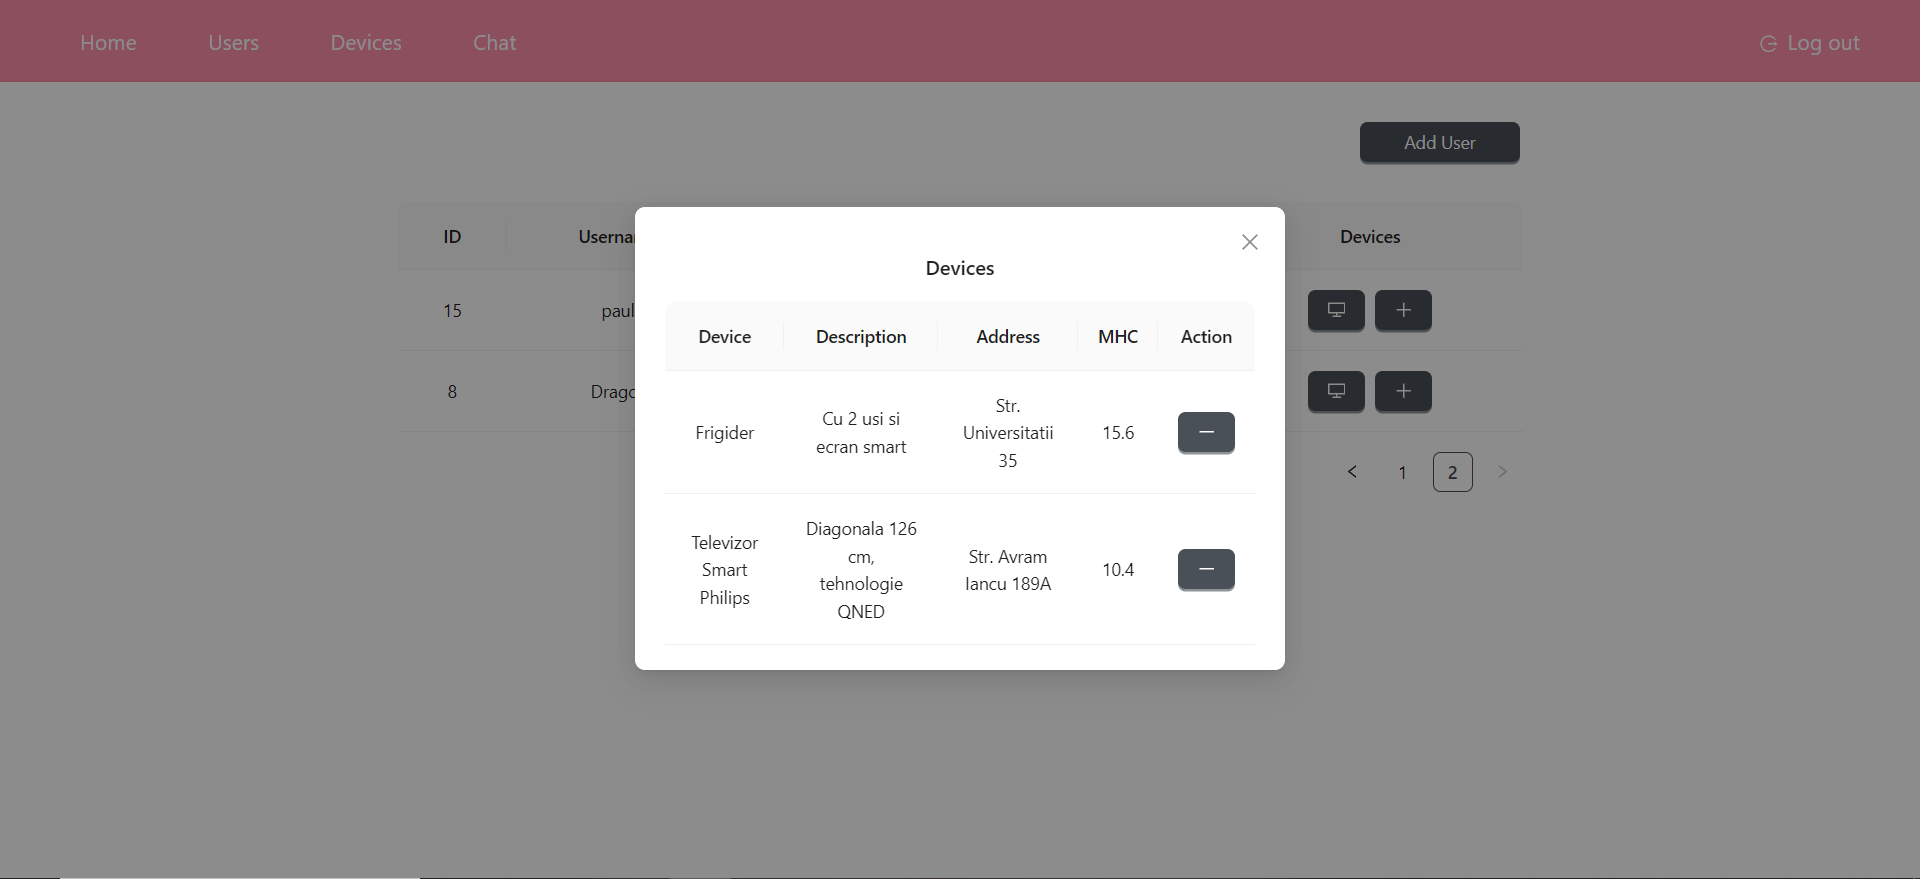 Home Users Devices Chat Log out
Add User
ID Userna Devices
15 paul
8 Drago
1 2
Devices
Device Description Address MHC Action
Frigider
Cu 2 usi si
ecran smart
Str.
Universitatii
35
15.6
Televizor
Smart
Philips
Diagonala 126
cm,
tehnologie
QNED
Str. Avram
Iancu 189A
10.4